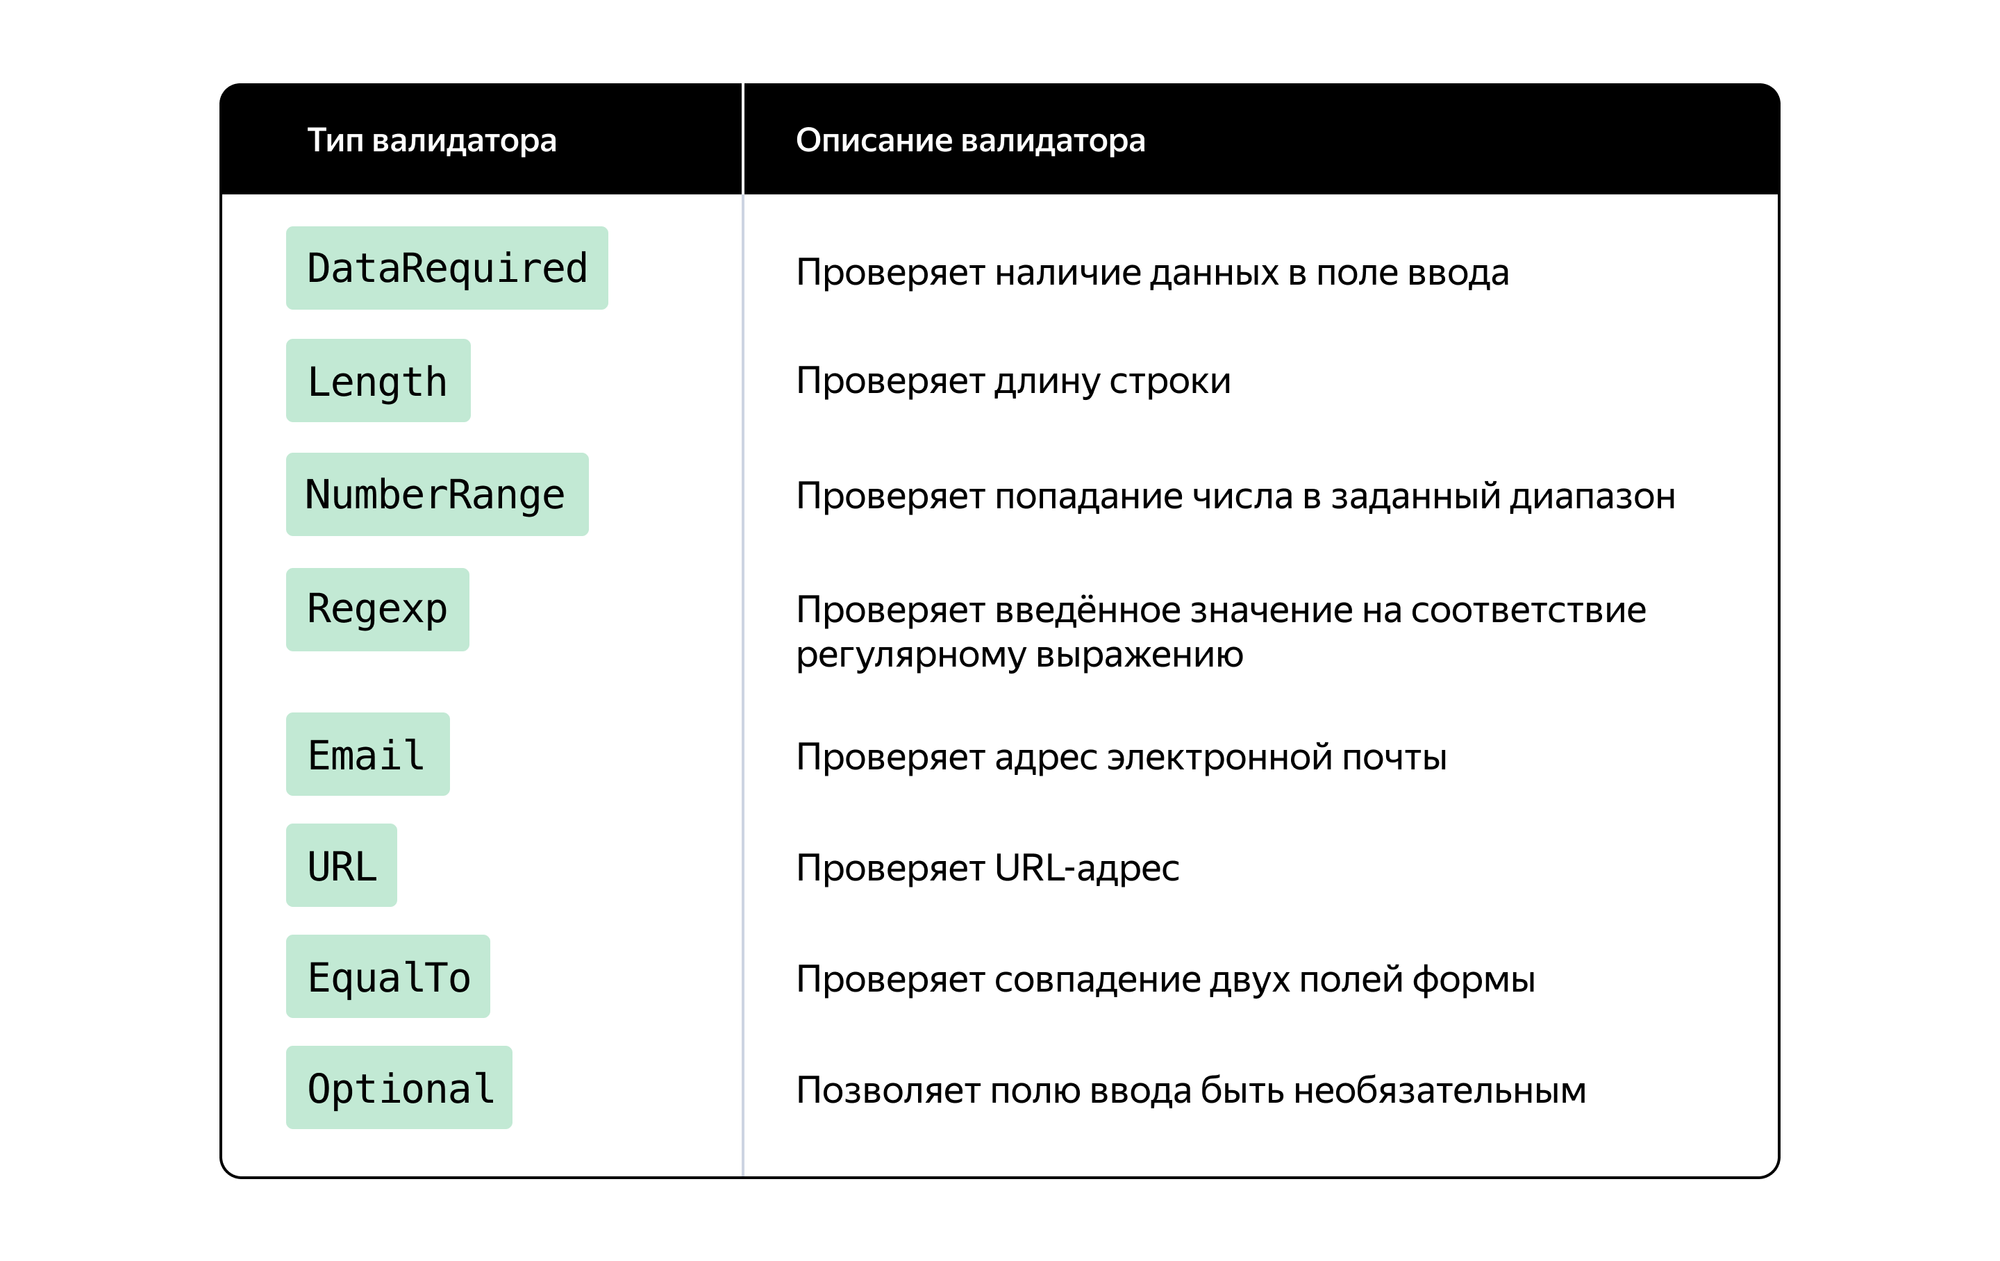 Тип валидатора
Описание валидатора
DataRequired
Проверяет наличие данных в поле ввода
Length
Проверяет длину строки
NumberRange
Проверяет попадание числа в заданный диапазон
Regexp
Проверяет введённое значение на соответствие
регулярному выражению
Email
Проверяет адрес электронной почты
URL
Проверяет URL-адрес
EqualTo
Проверяет совпадение двух полей формы
Optional
Позволяет полю ввода быть необязательным